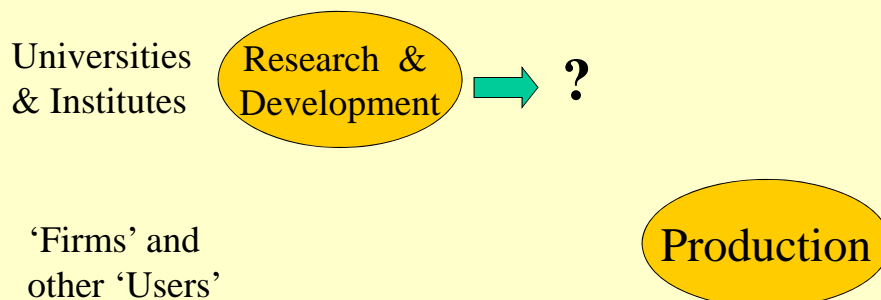 Universities
& Institutes
Research &
Development
?
‘Firms’ and
other ‘Users’
Production